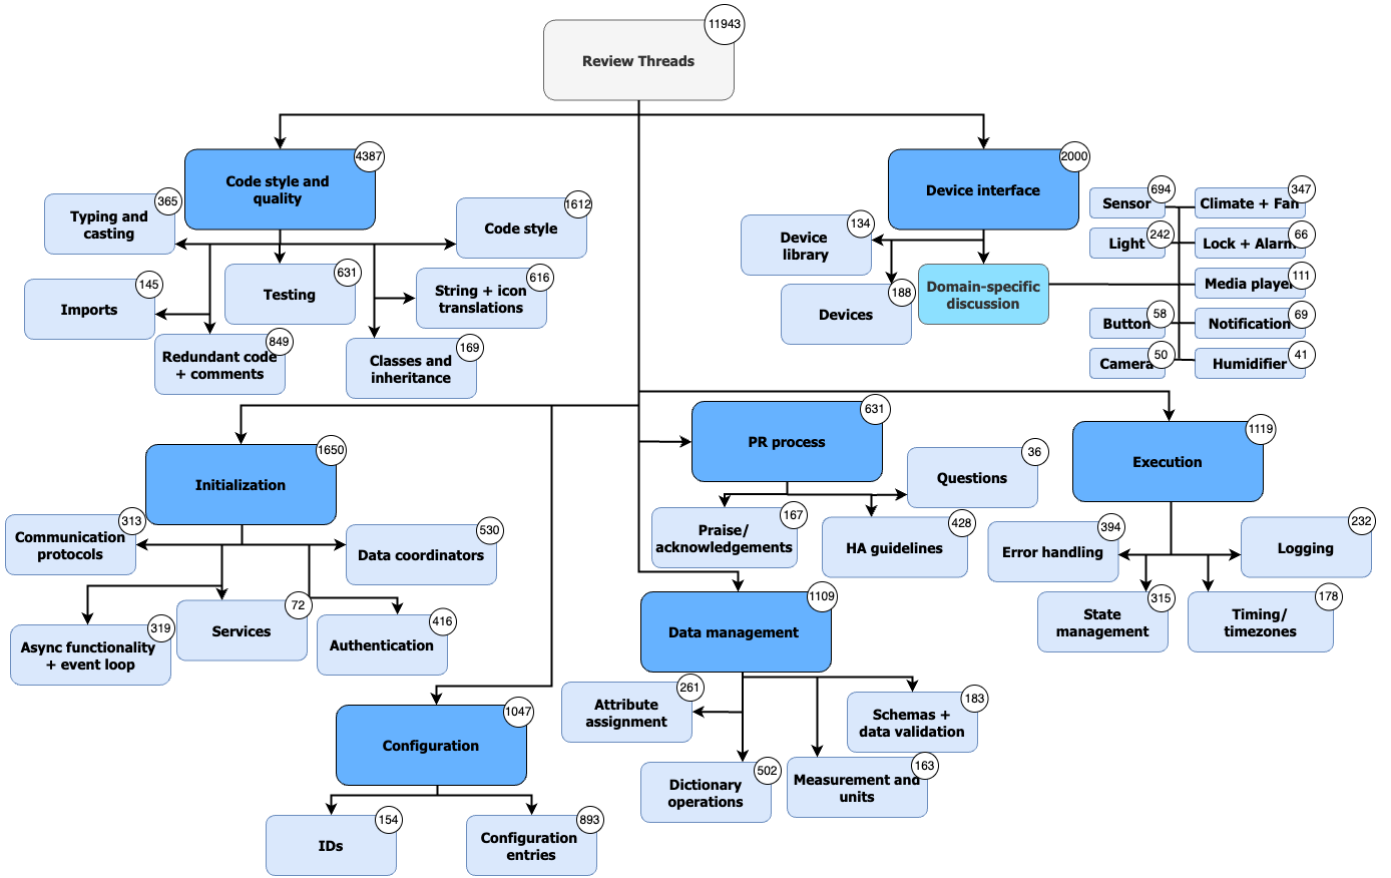 11943
Review Threads
4387
Code style and
quality
365
Typing and
casting
1612
Code style
145
Imports
631
Testing
616
String + icon
translations
849
Redundant code
+ comments
169
Classes and
inheritance
2000
Device interface
134
Device
library
188
Devices
Domain-specific
discussion
694
Sensor
347
Climate + Fan
242
Light
66
Lock + Alarm
111
Media player
58
Button
69
Notification
50
Camera
41
Humidifier
1650
Initialization
313
Communication
protocols
530
Data coordinators
319
Async functionality
+ event loop
72
Services
416
Authentication
631
PR process
36
Questions
167
Praise/
acknowledgements
428
HA guidelines
1119
Execution
394
Error handling
232
Logging
315
State
management
178
Timing/
timezones
1109
Data management
261
Attribute
assignment
183
Schemas +
data validation
502
Dictionary
operations
163
Measurement and
units
1047
Configuration
154
IDs
893
Configuration
entries